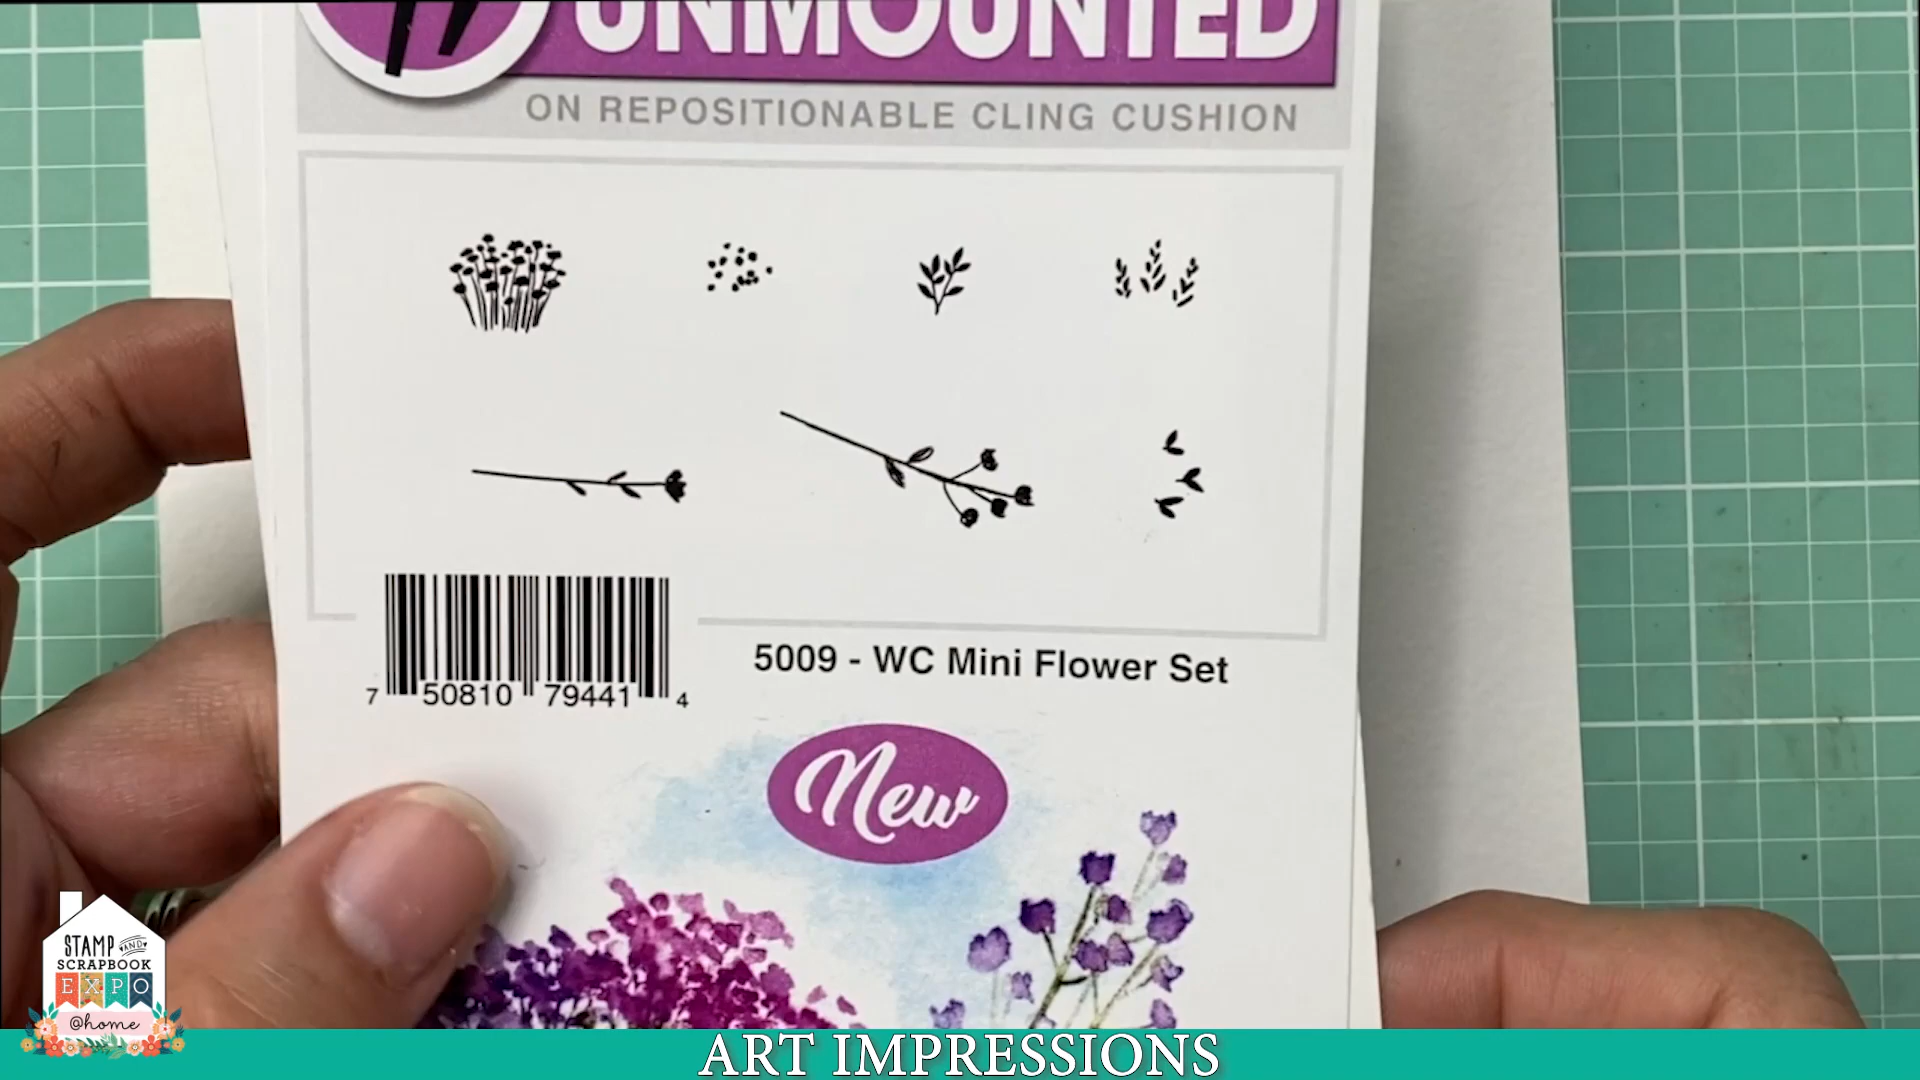 UNMOUNTED
ON REPOSITIONABLE CLING CUSHION
7 50810 79441 4
5009 - WC Mini Flower Set
New
STAMP AND
SCRAPBOOK
EXPO
@home
ART IMPRESSIONS